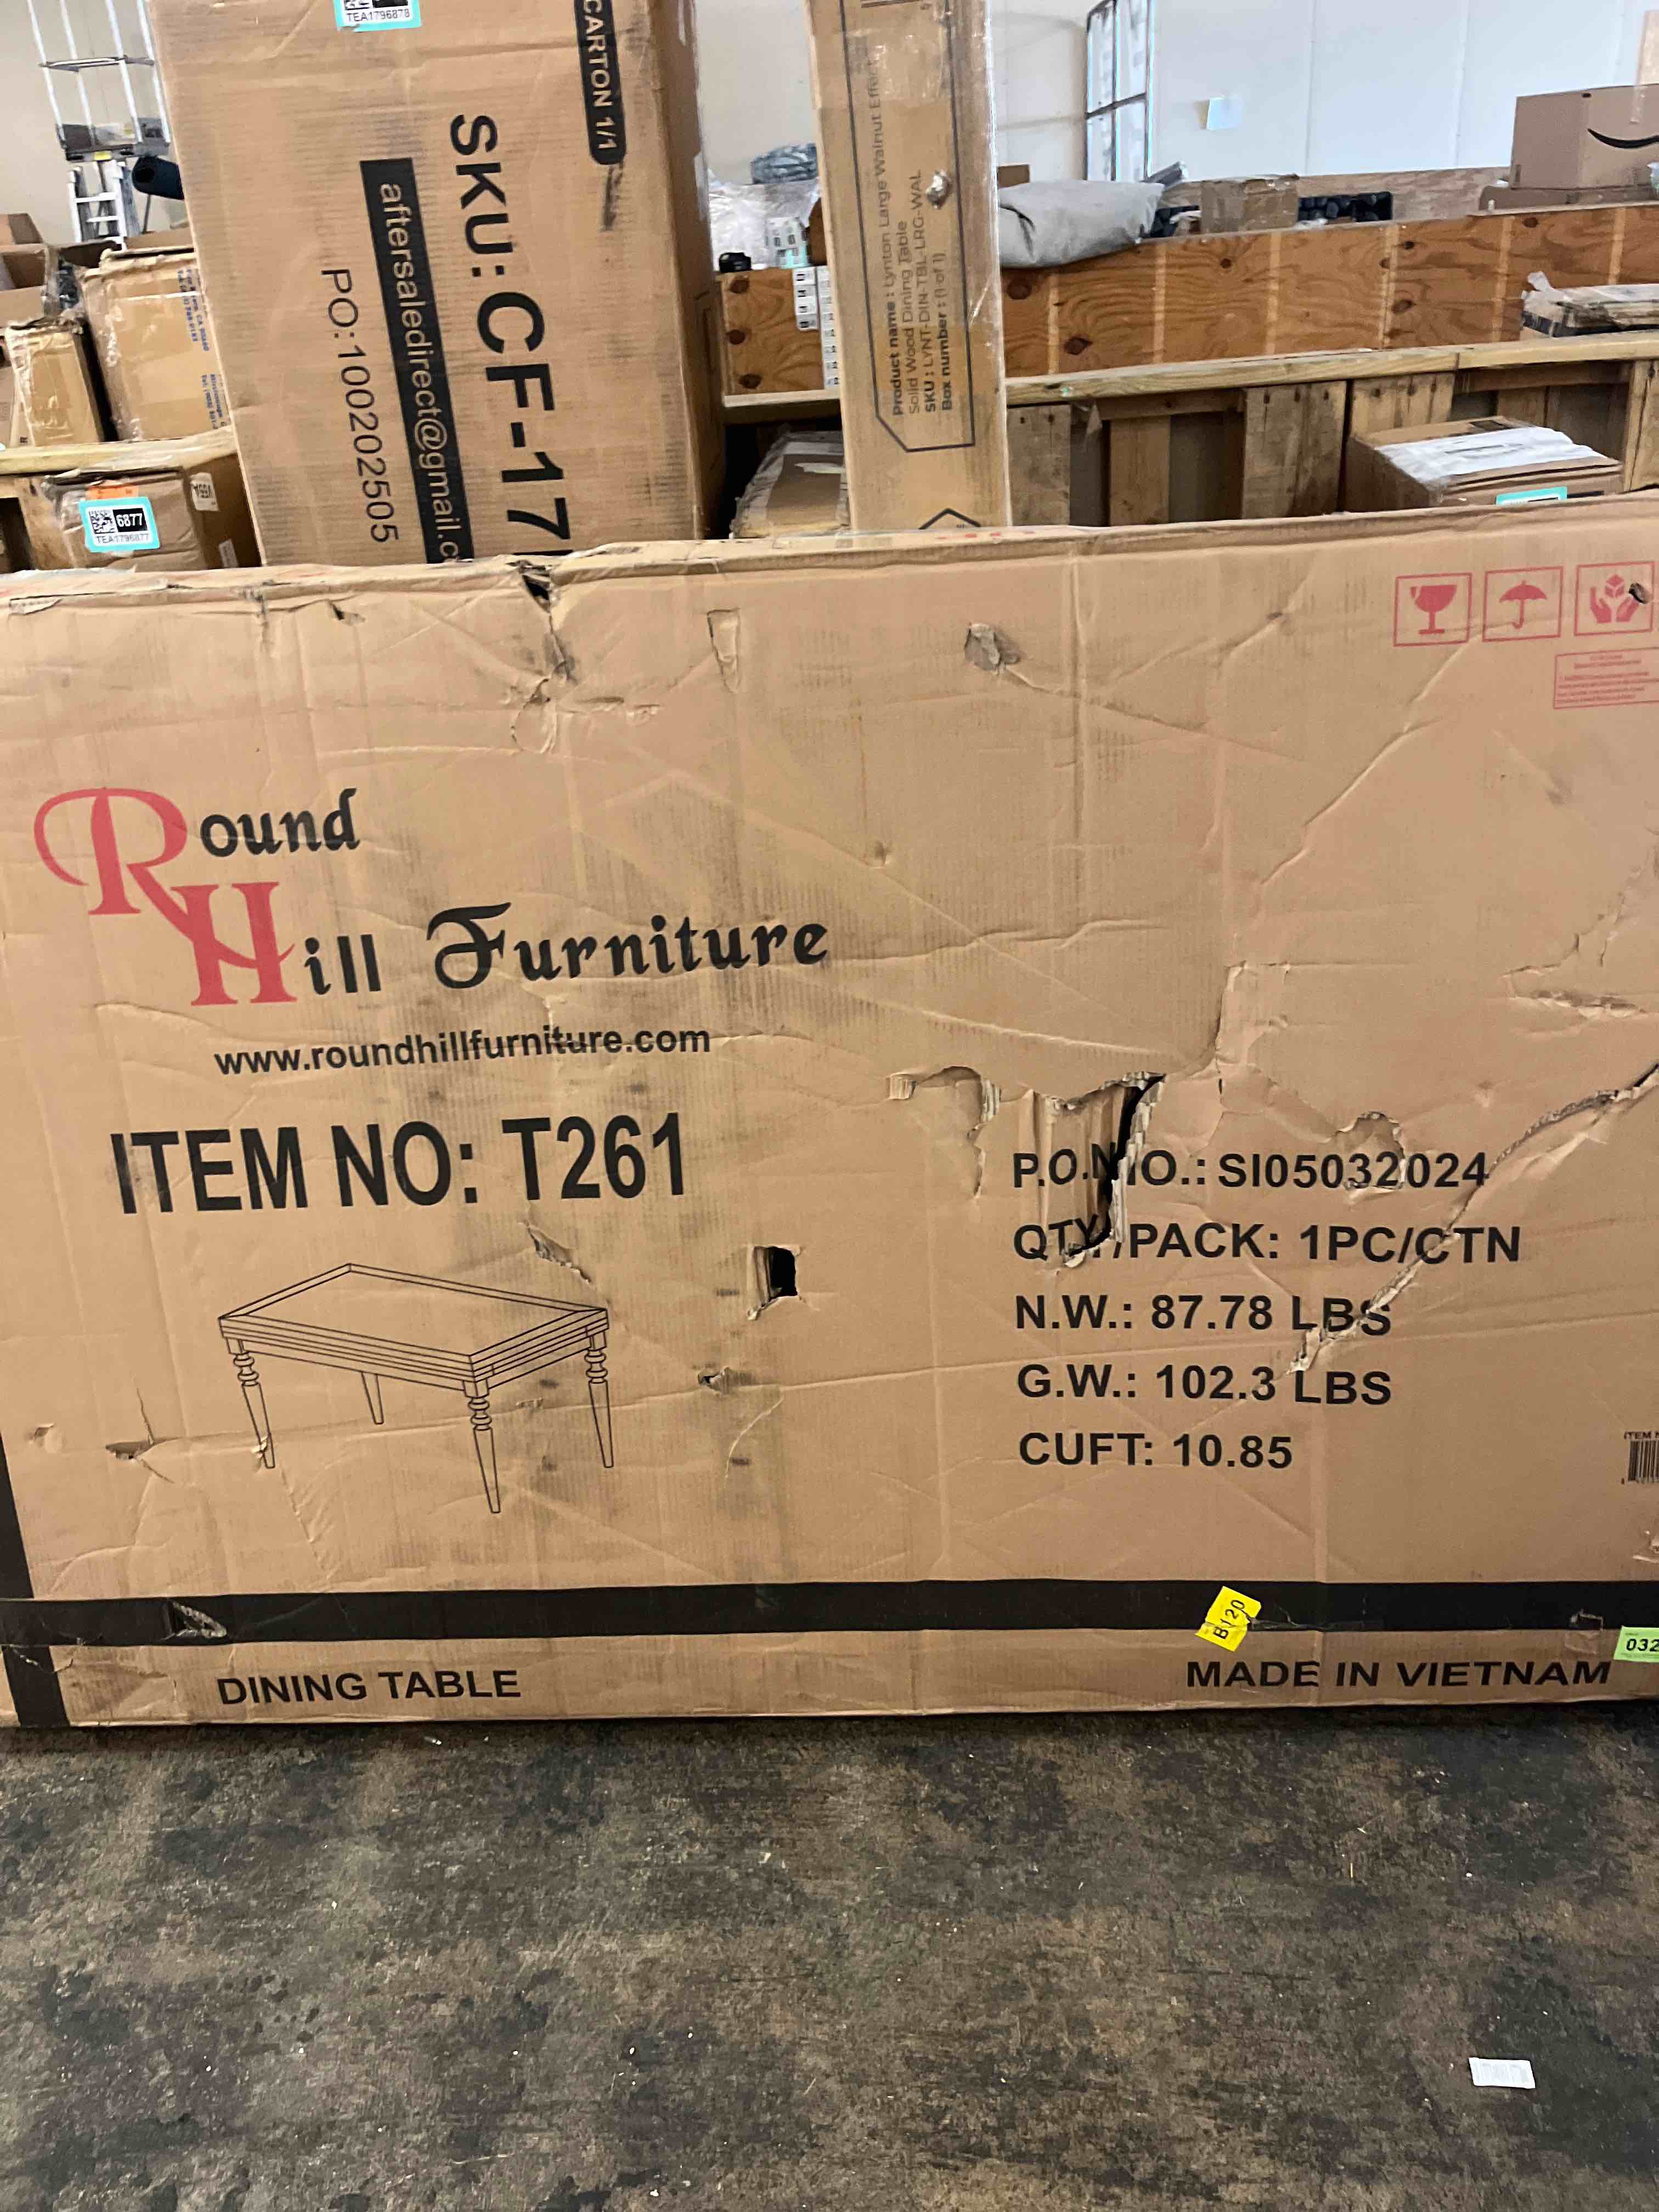 TEA1796878
CARTON 1/1
SKU: CF-17
aftersaledirect@gmail.c
PO:100202505
Product name : Lynton Large Walnut Effect
Solid Wood Dining Table
SKU : LYNT-DIN-TBL-LRG-WAL
Box number : (1 of 1)
6877
TEA1796877
Round
Hill Furniture
www.roundhillfurniture.com
ITEM NO: T261
P.O.NO.: SI05032024
QTY./PACK: 1PC/CTN
N.W.: 87.78 LBS
G.W.: 102.3 LBS
CUFT: 10.85
ITEM
B120
032
DINING TABLE
MADE IN VIETNAM